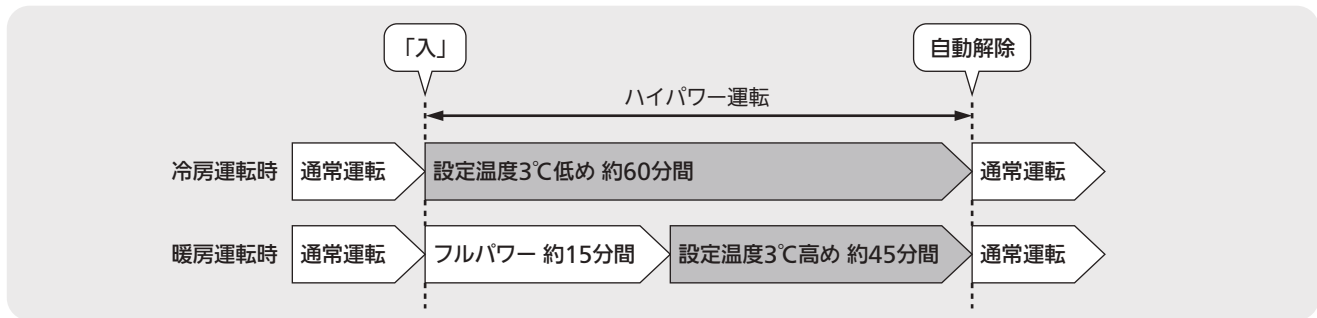 「入」
自動解除
ハイパワー運転
冷房運転時
通常運転
設定温度3℃低め 約60分間
通常運転
暖房運転時
通常運転
フルパワー 約15分間
設定温度3℃高め 約45分間
通常運転